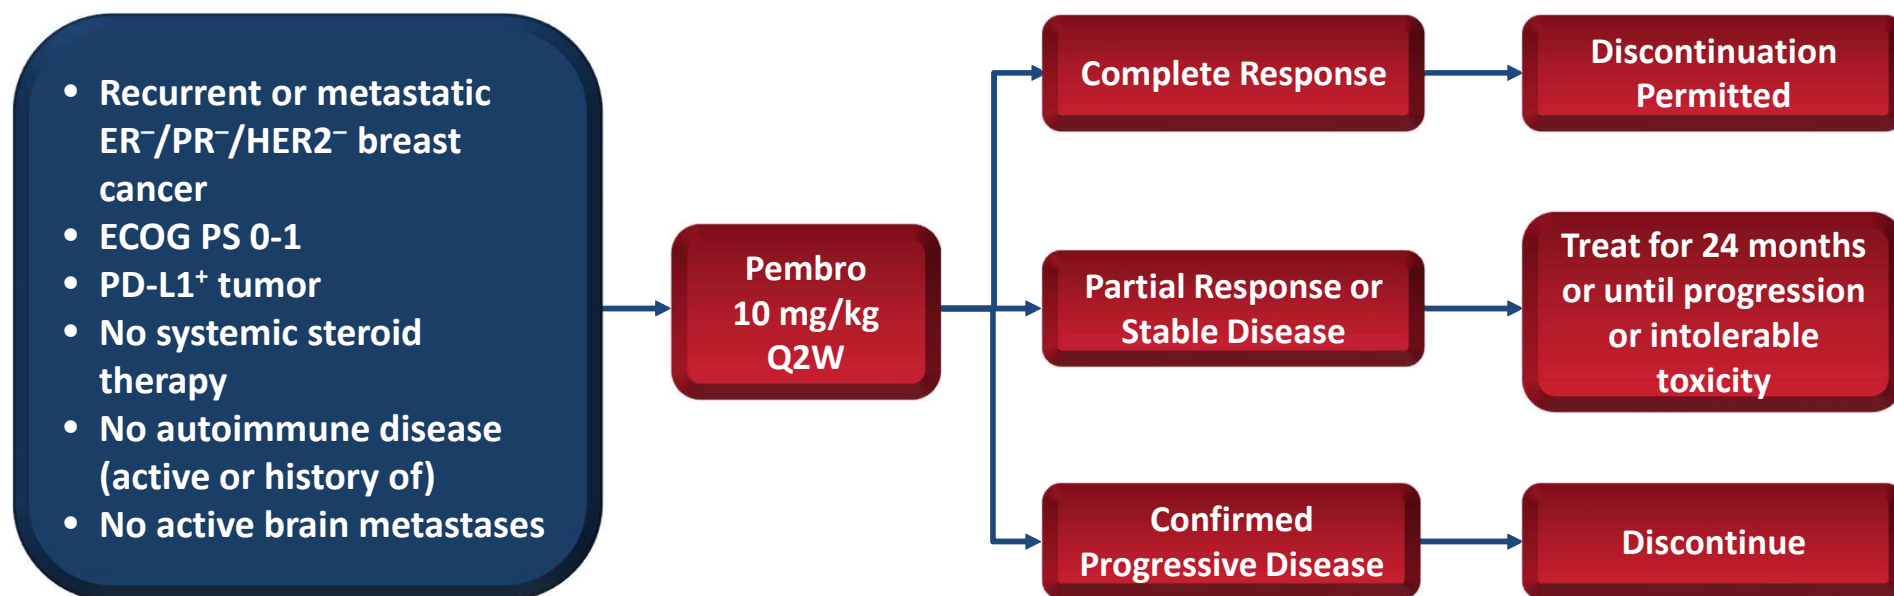 • Recurrent or metastatic
ER⁻/PR⁻/HER2⁻ breast
cancer
• ECOG PS 0-1
• PD-L1⁺ tumor
• No systemic steroid
therapy
• No autoimmune disease
(active or history of)
• No active brain metastases
Pembro
10 mg/kg
Q2W
Complete Response
Discontinuation
Permitted
Partial Response or
Stable Disease
Treat for 24 months
or until progression
or intolerable
toxicity
Confirmed
Progressive Disease
Discontinue